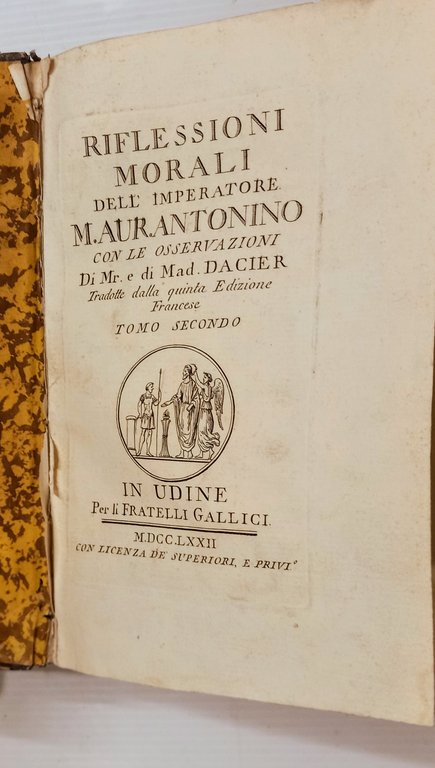 RIFLESSIONI
MORALI
DELL' IMPERATORE
M. AUR. ANTONINO
CON LE OSSERVAZIONI
Di Mr. e di Mad. DACIER
Tradotte dalla quinta Edizione
Francese
TOMO SECONDO
IN UDINE
Per li FRATELLI GALLICI.
M.DCC.LXXII
CON LICENZA DE' SUPERIORI, E PRIVI.°